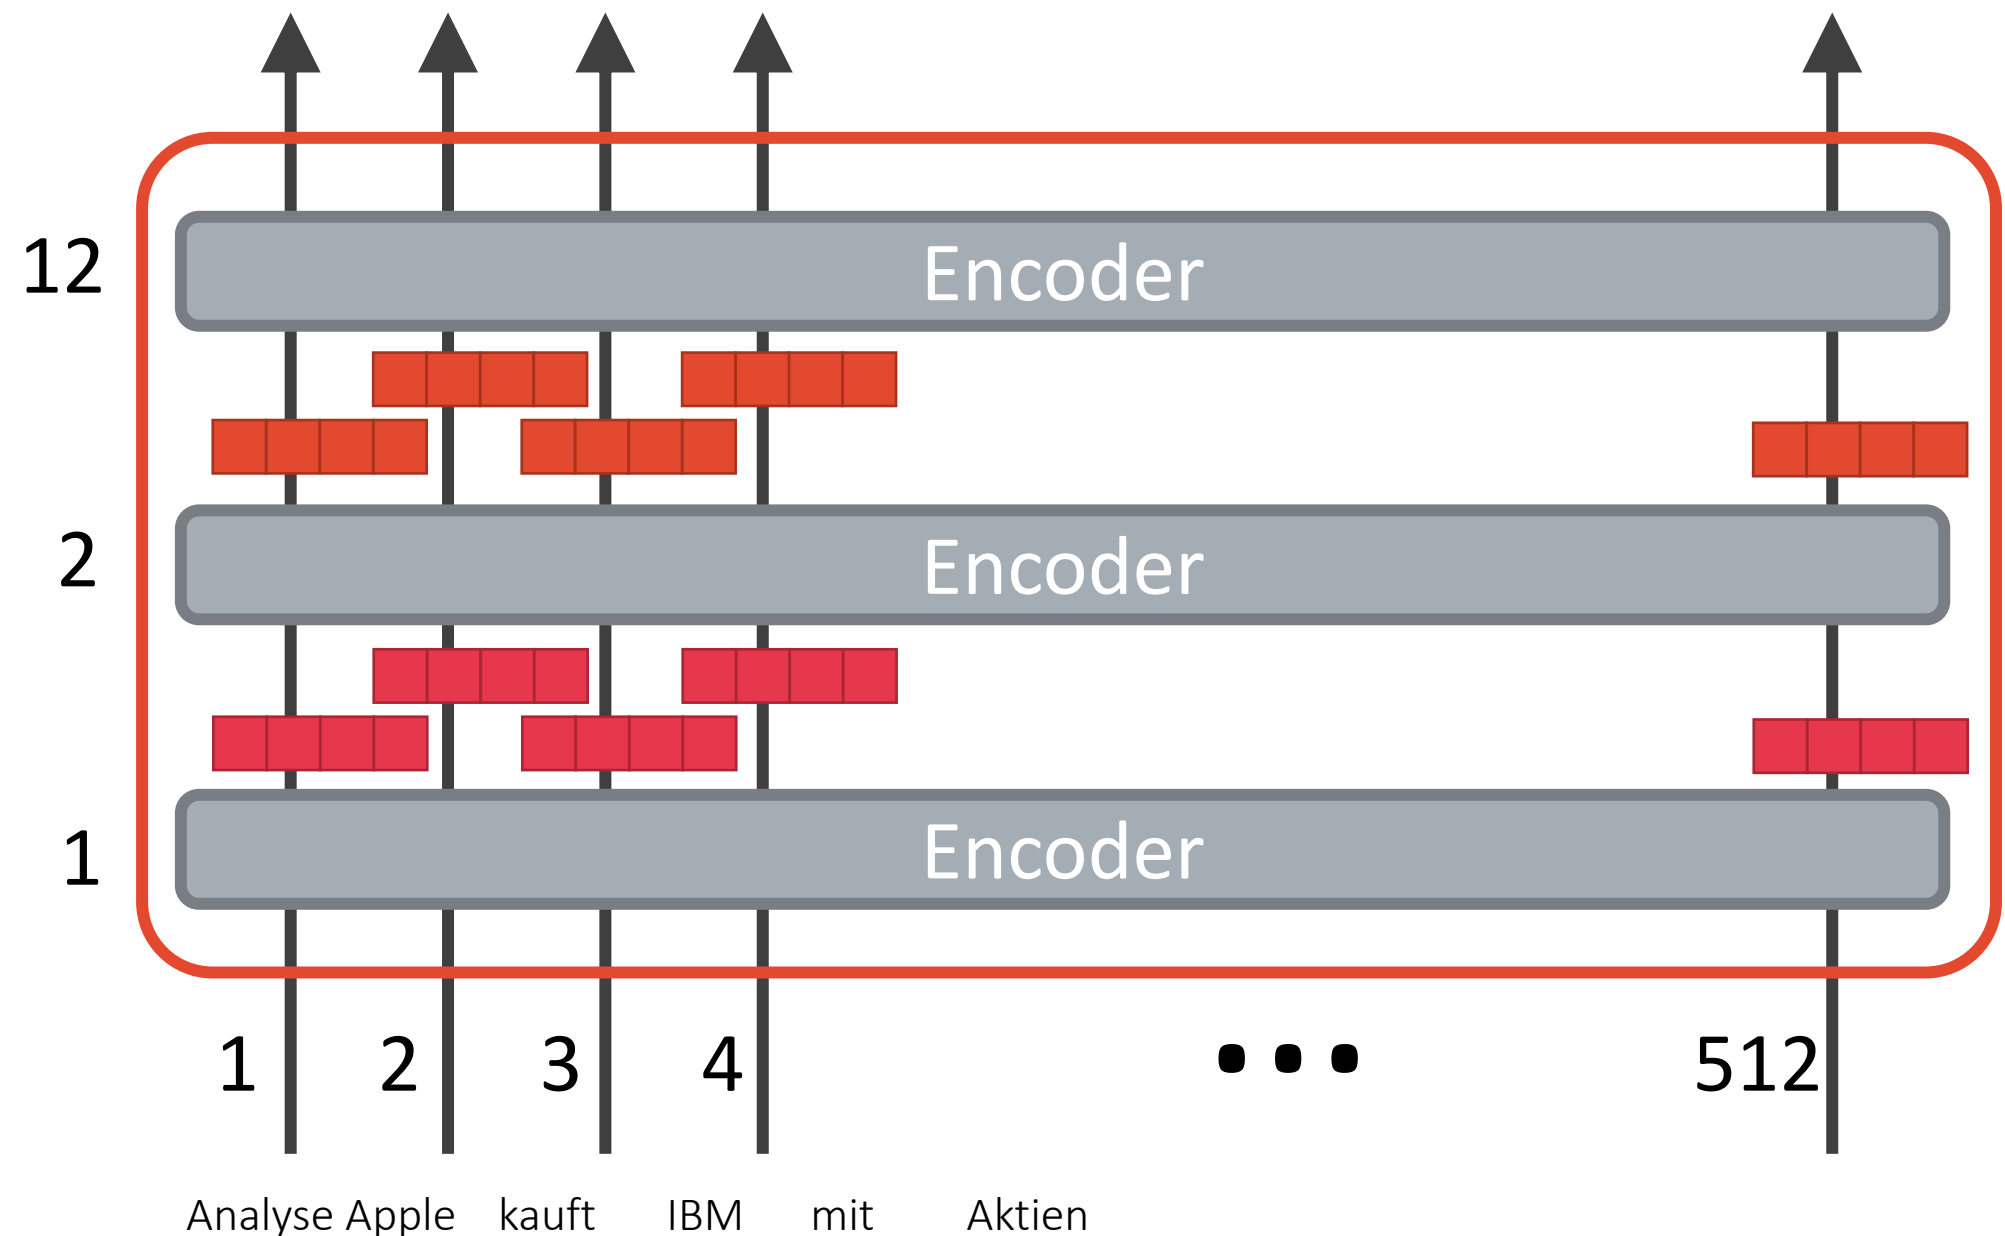 12 Encoder
2 Encoder
1 Encoder
1 2 3 4 ... 512
Analyse Apple kauft IBM mit Aktien